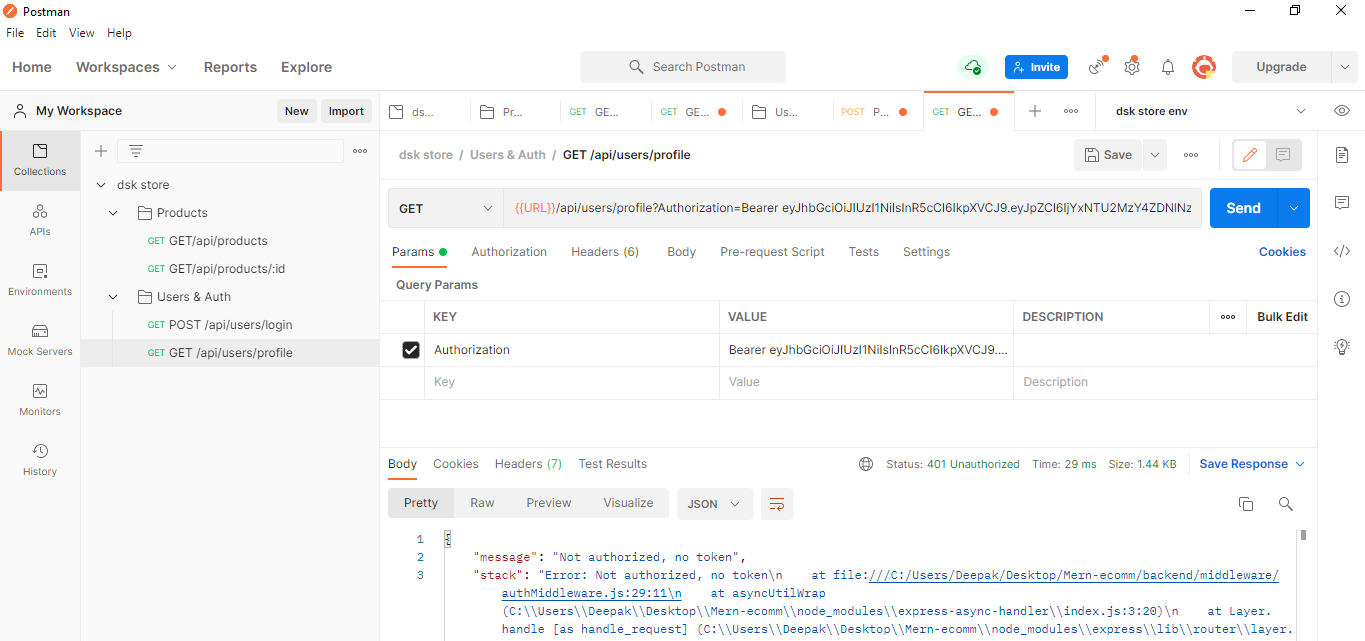 Postman
File Edit View Help
Home Workspaces Reports Explore Search Postman Invite Upgrade
My Workspace New Import
ds... Pr... GET GE... GET GE... Us... POST P... GET GE... dsk store env
Collections
APIs
Environments
Mock Servers
Monitors
History
dsk store
Products
GET GET/api/products
GET GET/api/products/:id
Users & Auth
GET POST /api/users/login
GET GET /api/users/profile
dsk store / Users & Auth / GET /api/users/profile Save
GET {{URL}}/api/users/profile?Authorization=Bearer eyJhbGciOiJIUzI1NiIsInR5cCI6IkpXVCJ9.eyJpZCI6IjYxNTU2MzY4ZDNlNz Send
Params Authorization Headers (6) Body Pre-request Script Tests Settings Cookies
Query Params
KEY VALUE DESCRIPTION Bulk Edit
Authorization Bearer eyJhbGciOiJIUzI1NiIsInR5cCI6IkpXVCJ9....
Key Value Description
Body Cookies Headers (7) Test Results Status: 401 Unauthorized Time: 29 ms Size: 1.44 KB Save Response
Pretty Raw Preview Visualize JSON
1 {
2 "message": "Not authorized, no token",
3 "stack": "Error: Not authorized, no token\n    at file:///C:/Users/Deepak/Desktop/Mern-ecomm/backend/middleware/
authMiddleware.js:29:11\n    at asyncUtilWrap
(C:\\Users\\Deepak\\Desktop\\Mern-ecomm\\node_modules\\express-async-handler\\index.js:3:20)\n    at Layer.
handle [as handle_request] (C:\\Users\\Deepak\\Desktop\\Mern-ecomm\\node_modules\\express\\lib\\router\\layer.